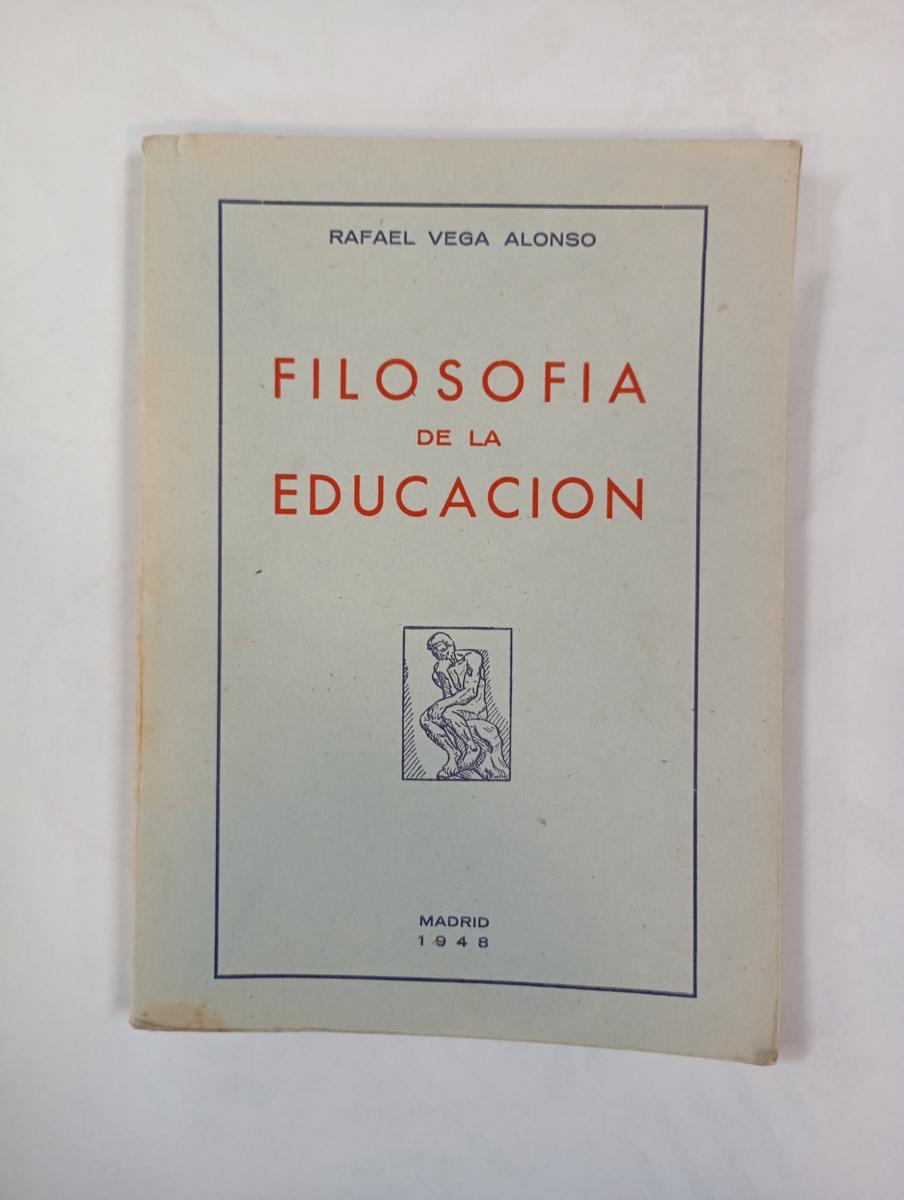 RAFAEL VEGA ALONSO
FILOSOFIA
DE LA
EDUCACION
MADRID
1948